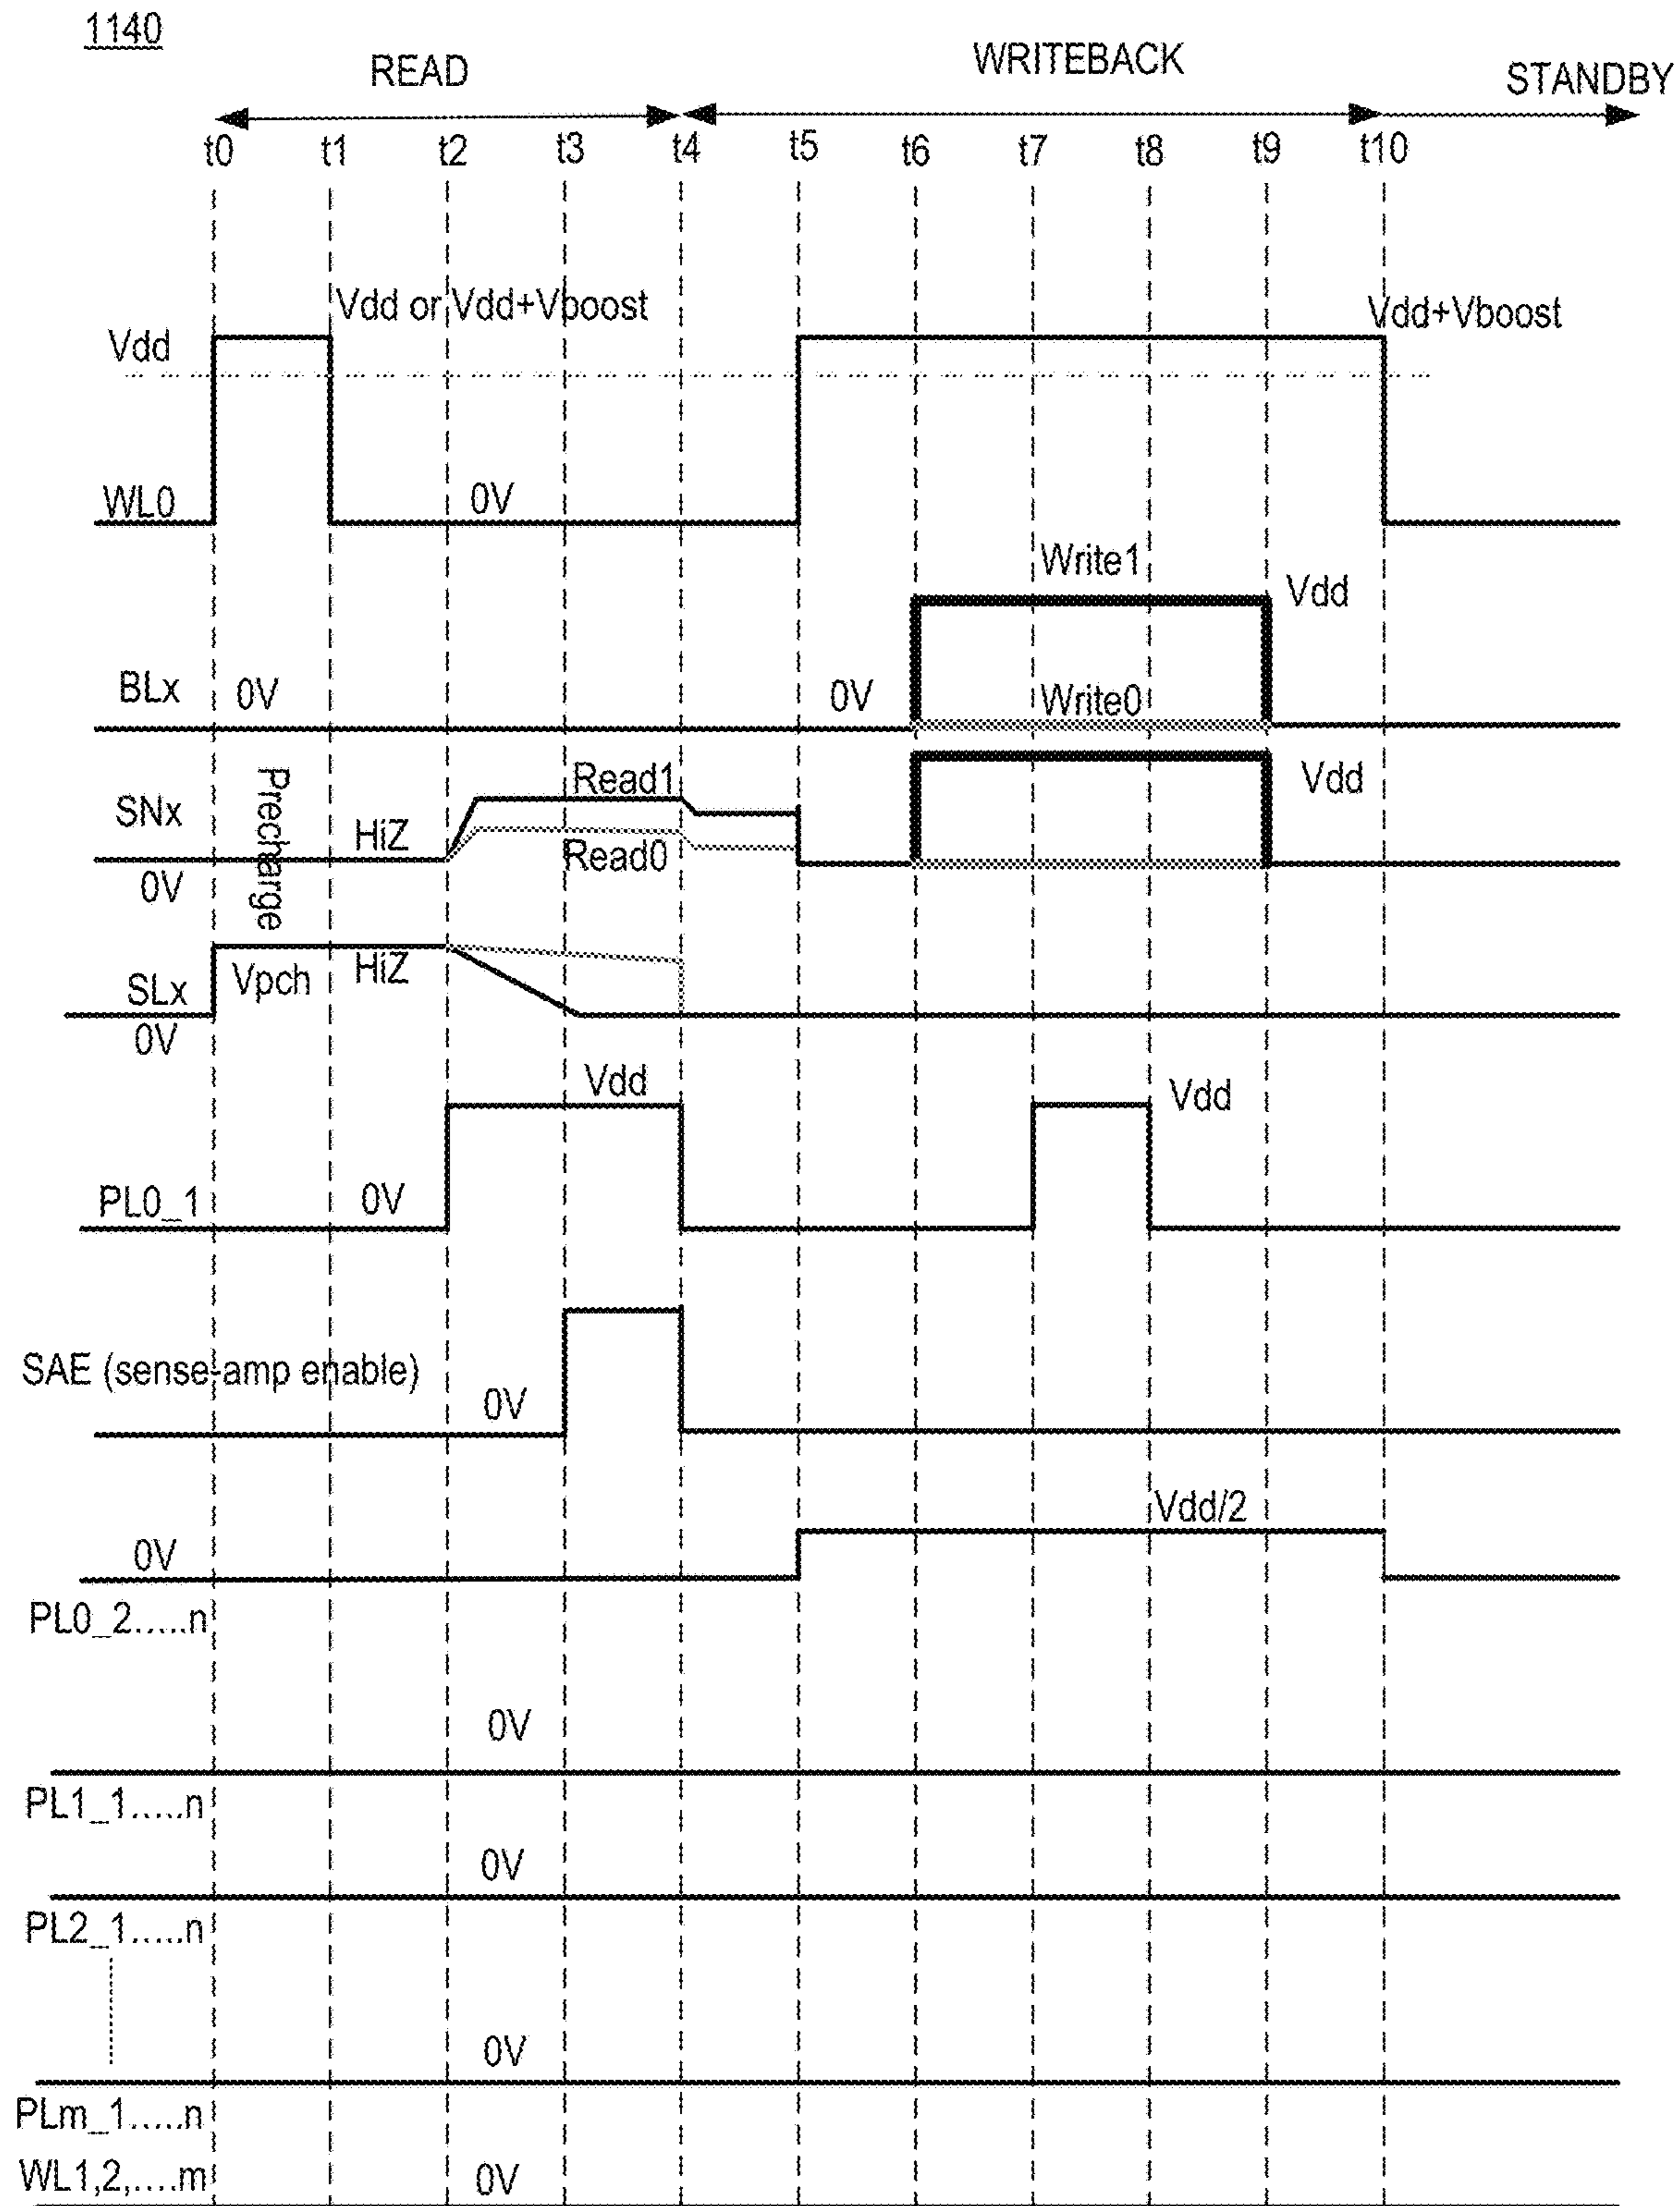 1140
READ
WRITEBACK
STANDBY
t0 t1 t2 t3 t4 t5 t6 t7 t8 t9 t10
Vdd or Vdd+Vboost
Vdd+Vboost
Vdd
WL0
0V
Write1
Vdd
BLx
0V
0V
Write0
Precharge
Read1
Vdd
SNx
HiZ
Read0
0V
Vpch
HiZ
SLx
0V
Vdd
Vdd
PL0_1
0V
SAE (sense-amp enable)
0V
Vdd/2
0V
PL0_2.....n
0V
PL1_1.....n
0V
PL2_1.....n
0V
PLm_1.....n
WL1,2,....m
0V